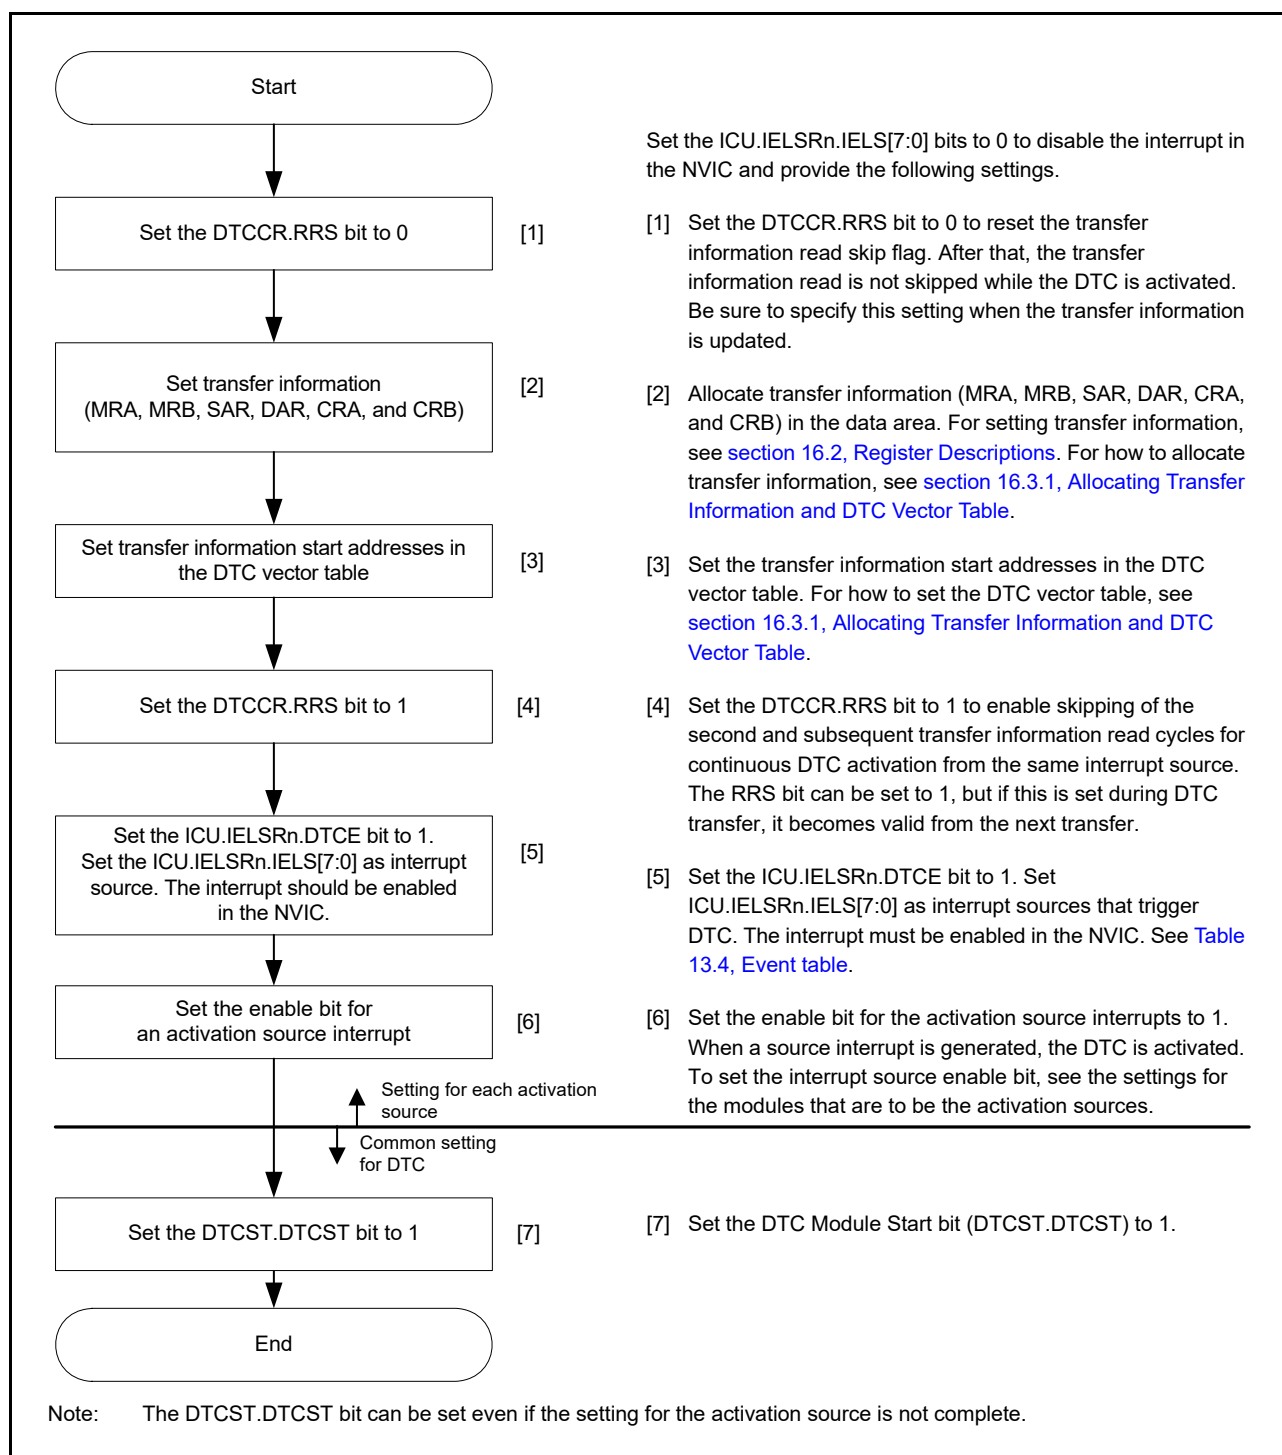 Start
Set the ICU.IELSRn.IELS[7:0] bits to 0 to disable the interrupt in
the NVIC and provide the following settings.
Set the DTCCR.RRS bit to 0
[1]
[1] Set the DTCCR.RRS bit to 0 to reset the transfer
information read skip flag. After that, the transfer
information read is not skipped while the DTC is activated.
Be sure to specify this setting when the transfer information
is updated.
Set transfer information
(MRA, MRB, SAR, DAR, CRA, and CRB)
[2]
[2] Allocate transfer information (MRA, MRB, SAR, DAR, CRA,
and CRB) in the data area. For setting transfer information,
see section 16.2, Register Descriptions. For how to allocate
transfer information, see section 16.3.1, Allocating Transfer
Information and DTC Vector Table.
Set transfer information start addresses in
the DTC vector table
[3]
[3] Set the transfer information start addresses in the DTC
vector table. For how to set the DTC vector table, see
section 16.3.1, Allocating Transfer Information and DTC
Vector Table.
Set the DTCCR.RRS bit to 1
[4]
[4] Set the DTCCR.RRS bit to 1 to enable skipping of the
second and subsequent transfer information read cycles for
continuous DTC activation from the same interrupt source.
The RRS bit can be set to 1, but if this is set during DTC
transfer, it becomes valid from the next transfer.
Set the ICU.IELSRn.DTCE bit to 1.
Set the ICU.IELSRn.IELS[7:0] as interrupt
source. The interrupt should be enabled
in the NVIC.
[5]
[5] Set the ICU.IELSRn.DTCE bit to 1. Set
ICU.IELSRn.IELS[7:0] as interrupt sources that trigger
DTC. The interrupt must be enabled in the NVIC. See Table
13.4, Event table.
Set the enable bit for
an activation source interrupt
[6]
[6] Set the enable bit for the activation source interrupts to 1.
When a source interrupt is generated, the DTC is activated.
To set the interrupt source enable bit, see the settings for
the modules that are to be the activation sources.
Setting for each activation
source
Common setting
for DTC
Set the DTCST.DTCST bit to 1
[7]
[7] Set the DTC Module Start bit (DTCST.DTCST) to 1.
End
Note: The DTCST.DTCST bit can be set even if the setting for the activation source is not complete.